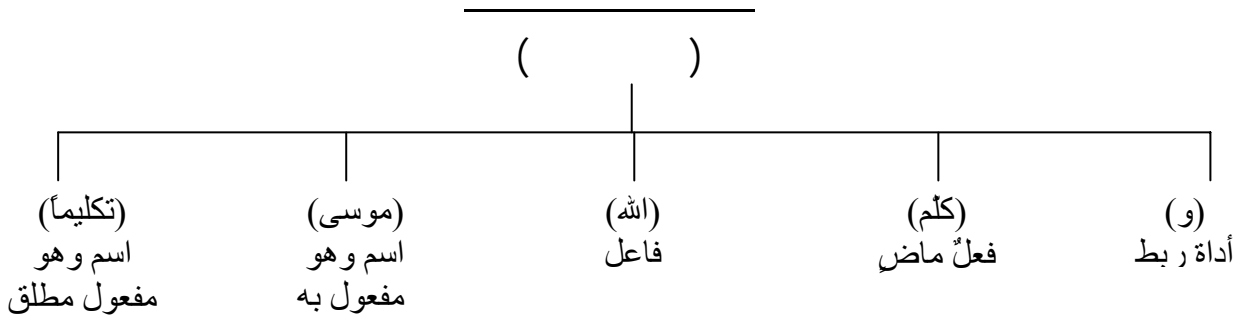 ( )
(و)
أداة ربط
(كلّم)
فعلٌ ماضٍ
(الله)
فاعل
(موسى)
اسم وهو
مفعول به
(تكليماً)
اسم وهو
مفعول مطلق